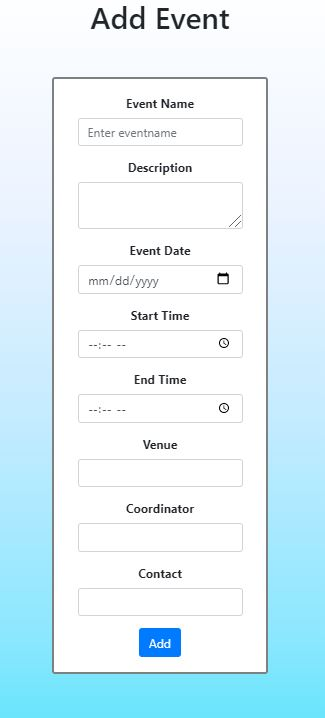 Add Event
Event Name
Enter eventname
Description
Event Date
mm/dd/yyyy
Start Time
--:-- --
End Time
--:-- --
Venue
Coordinator
Contact
Add